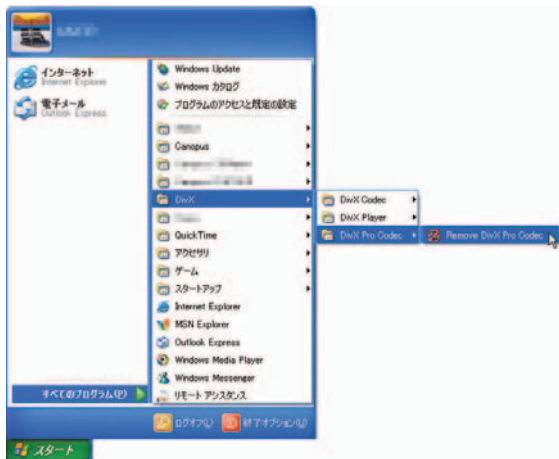 インターネット
Internet Explorer
電子メール
Outlook Express
すべてのプログラム(P)
Windows Update
Windows カタログ
プログラムのアクセスと既定の設定
Canopus
DivX
QuickTime
アクセサリ
ゲーム
スタートアップ
Internet Explorer
MSN Explorer
Outlook Express
Windows Media Player
Windows Messenger
リモート アシスタンス
DivX Codec
DivX Player
DivX Pro Codec
Remove DivX Pro Codec
ログオフ(L)
終了オプション(U)
スタート